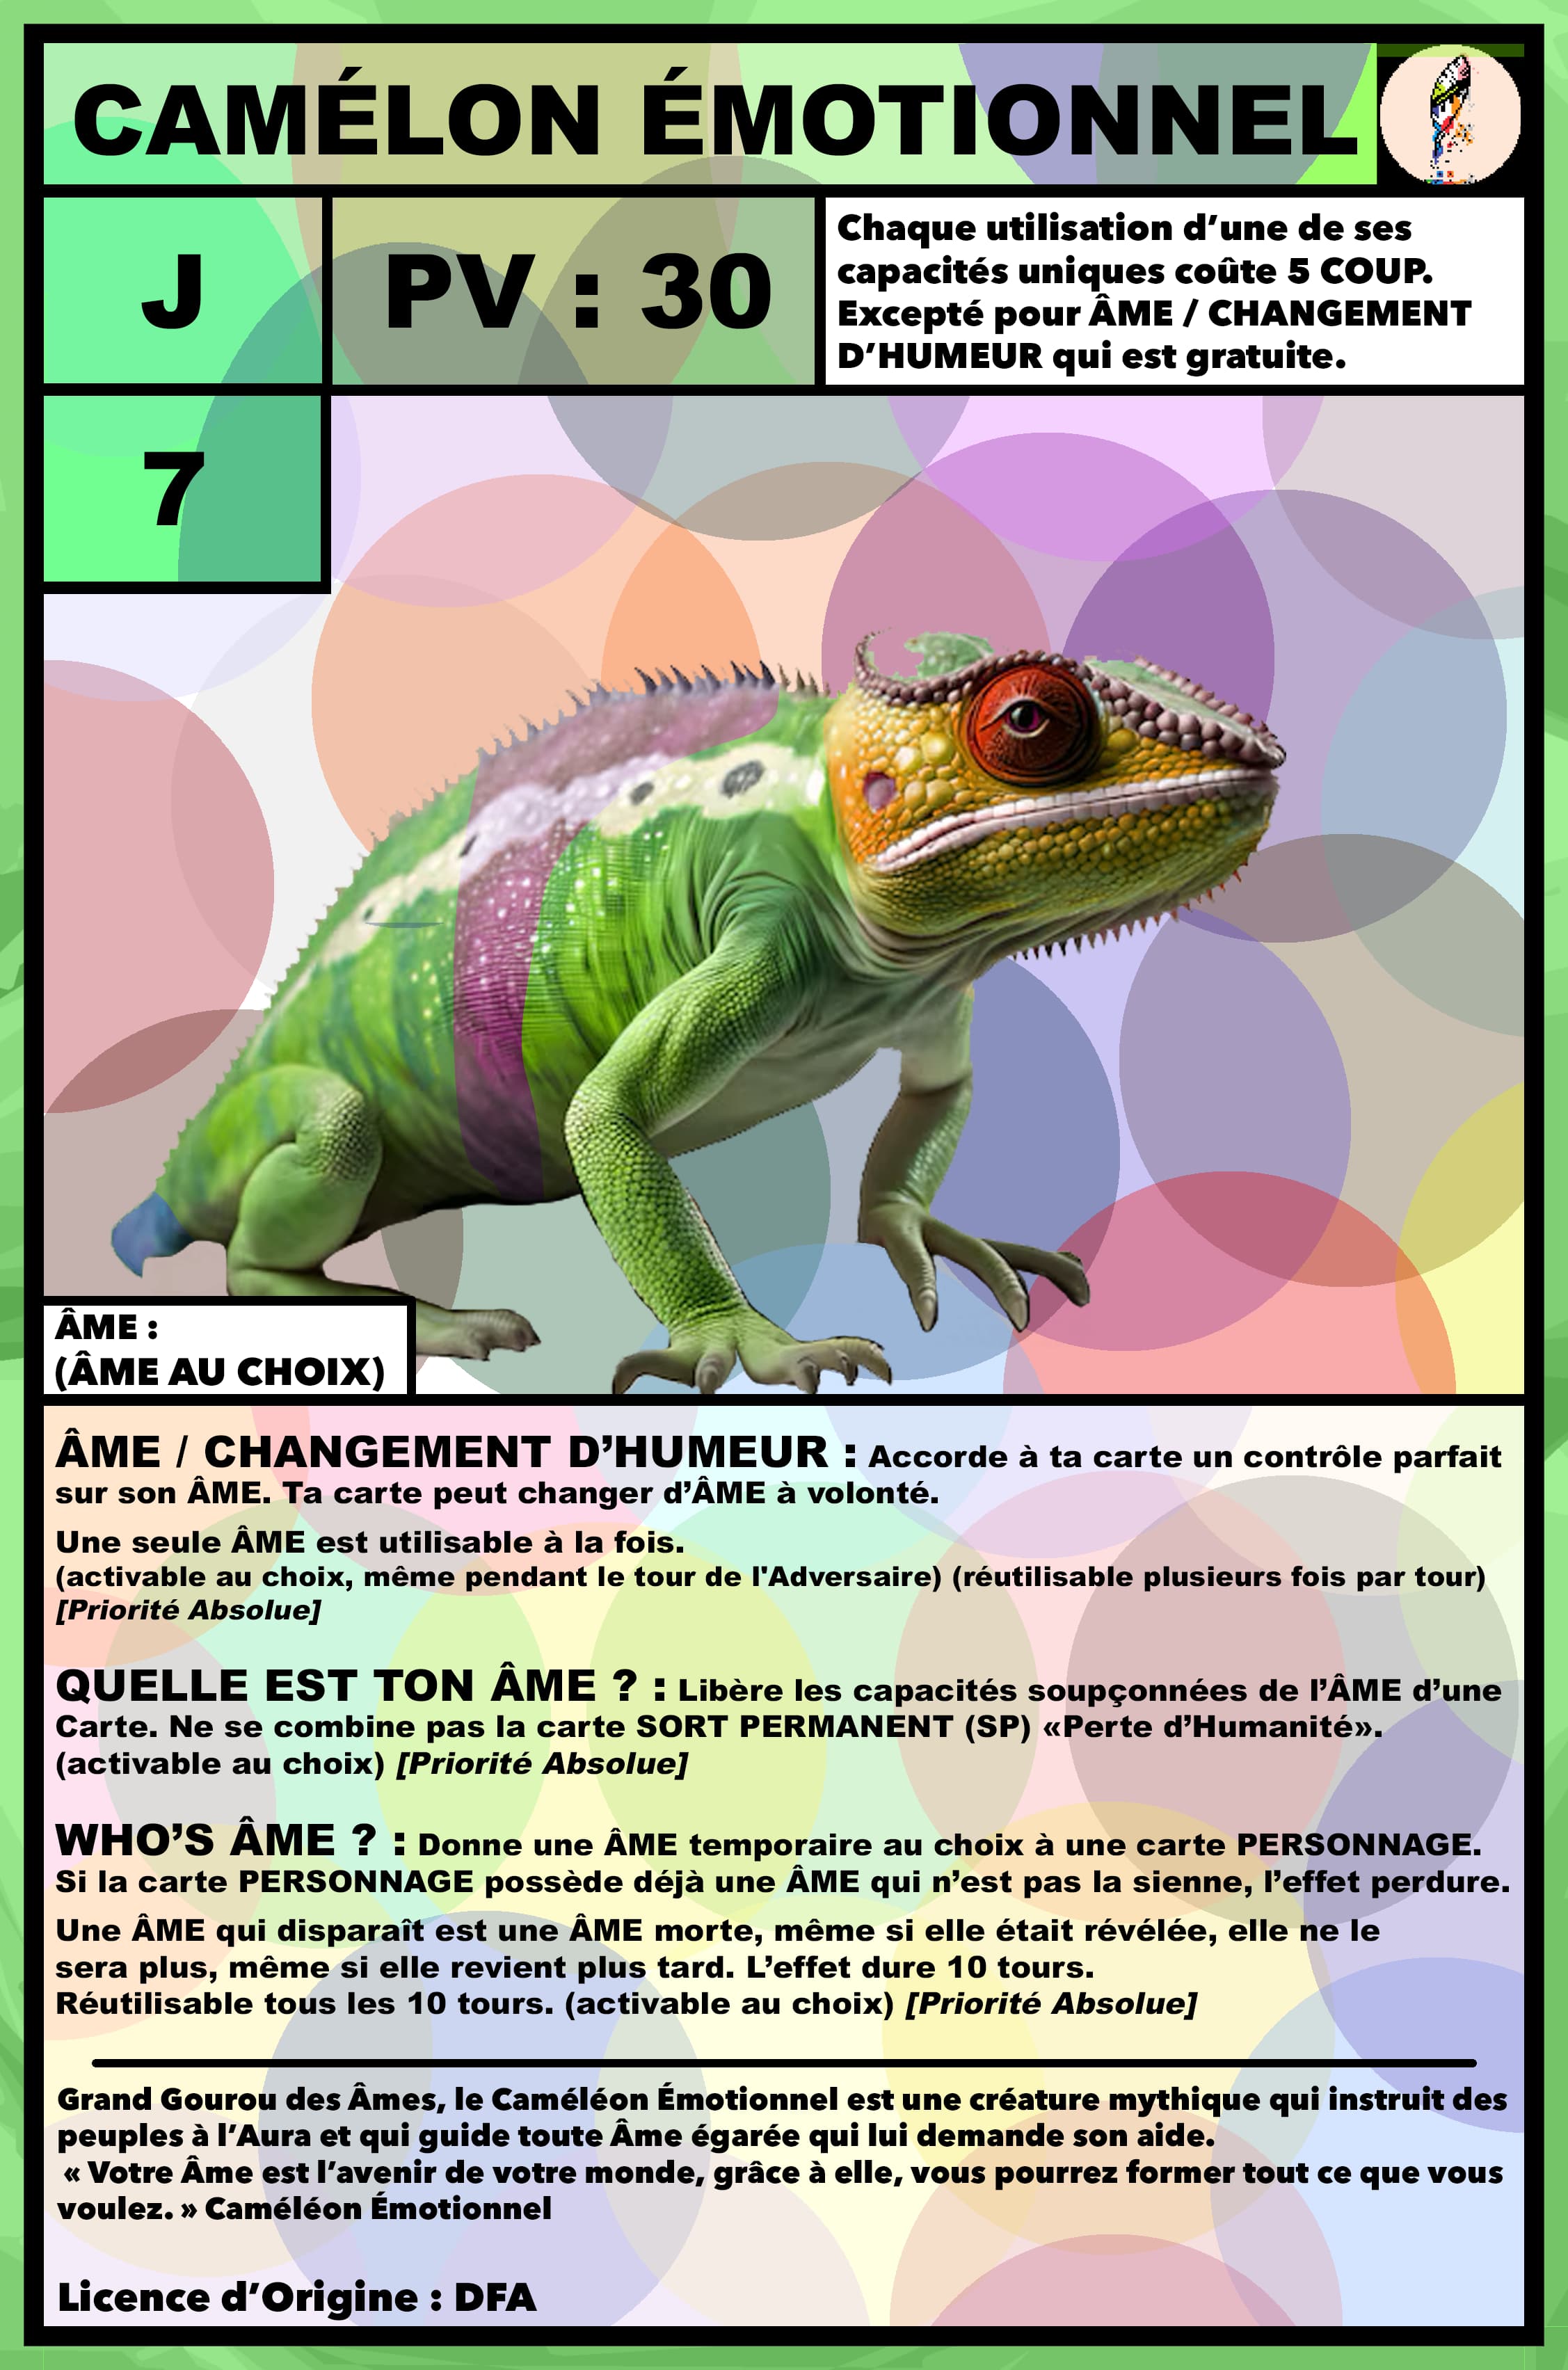 CAMÉLON ÉMOTIONNEL
J
PV : 30
Chaque utilisation d’une de ses
capacités uniques coûte 5 COUP.
Excepté pour ÂME / CHANGEMENT
D’HUMEUR qui est gratuite.
7
ÂME :
(ÂME AU CHOIX)
ÂME / CHANGEMENT D’HUMEUR : Accorde à ta carte un contrôle parfait
sur son ÂME. Ta carte peut changer d’ÂME à volonté.
Une seule ÂME est utilisable à la fois.
(activable au choix, même pendant le tour de l'Adversaire) (réutilisable plusieurs fois par tour)
[Priorité Absolue]
QUELLE EST TON ÂME ? : Libère les capacités soupçonnées de l’ÂME d’une
Carte. Ne se combine pas la carte SORT PERMANENT (SP) «Perte d’Humanité».
(activable au choix) [Priorité Absolue]
WHO’S ÂME ? : Donne une ÂME temporaire au choix à une carte PERSONNAGE.
Si la carte PERSONNAGE possède déjà une ÂME qui n’est pas la sienne, l’effet perdure.
Une ÂME qui disparaît est une ÂME morte, même si elle était révélée, elle ne le
sera plus, même si elle revient plus tard. L’effet dure 10 tours.
Réutilisable tous les 10 tours. (activable au choix) [Priorité Absolue]
Grand Gourou des Âmes, le Caméléon Émotionnel est une créature mythique qui instruit des
peuples à l’Aura et qui guide toute Âme égarée qui lui demande son aide.
« Votre Âme est l’avenir de votre monde, grâce à elle, vous pourrez former tout ce que vous
voulez. » Caméléon Émotionnel
Licence d’Origine : DFA